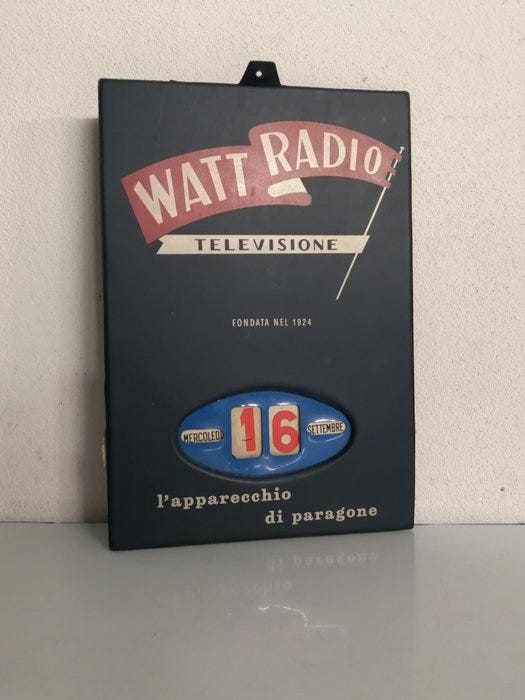 WATT RADIO
TELEVISIONE
FONDATA NEL 1924
MERCOLED 16 SETTEMBRE
l'apparecchio
di paragone